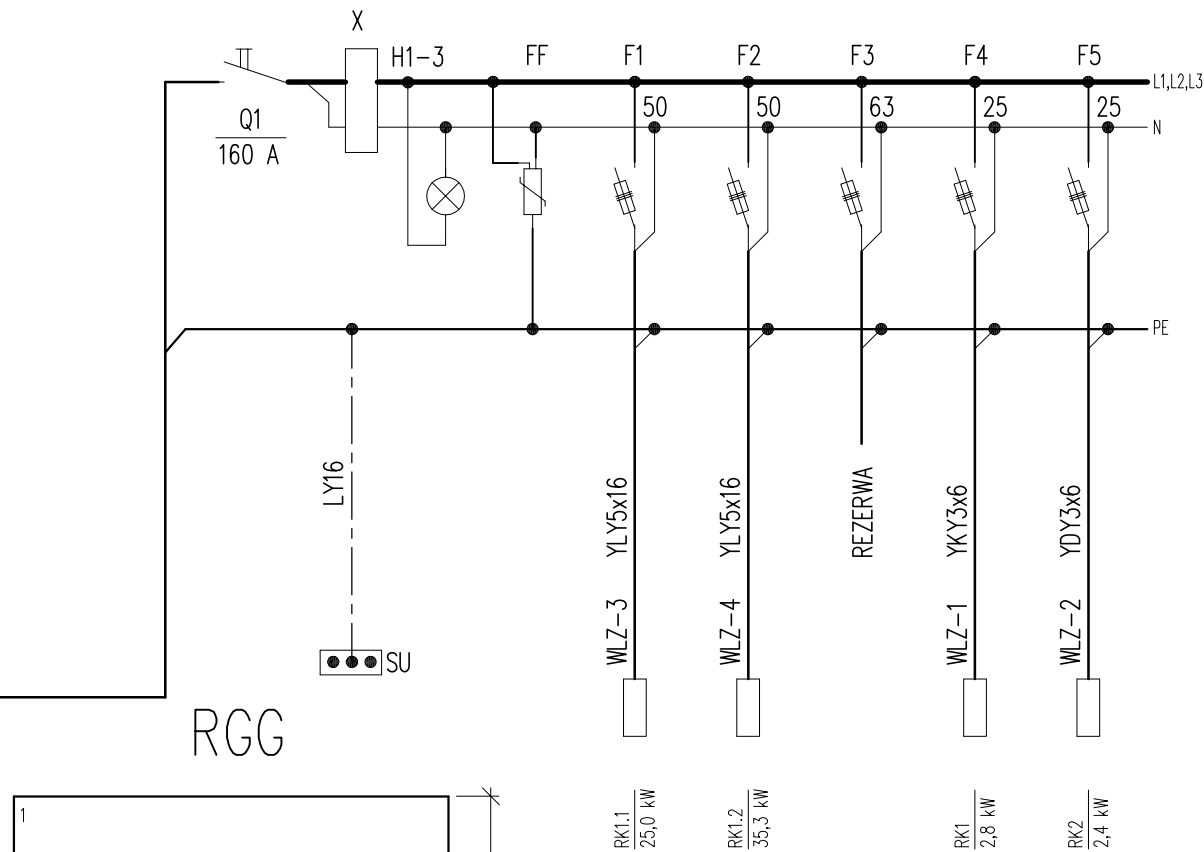 X
H1-3
FF
F1
F2
F3
F4
F5
L1,L2,L3
50
50
63
25
25
N
Q1
160 A
PE
LY16
YLY5x16
YLY5x16
REZERWA
YKY3x6
YDY3x6
WLZ-3
WLZ-4
WLZ-1
WLZ-2
SU
RGG
1
RK1.1
25,0 kW
RK1.2
35,3 kW
RK1
2,8 kW
RK2
2,4 kW